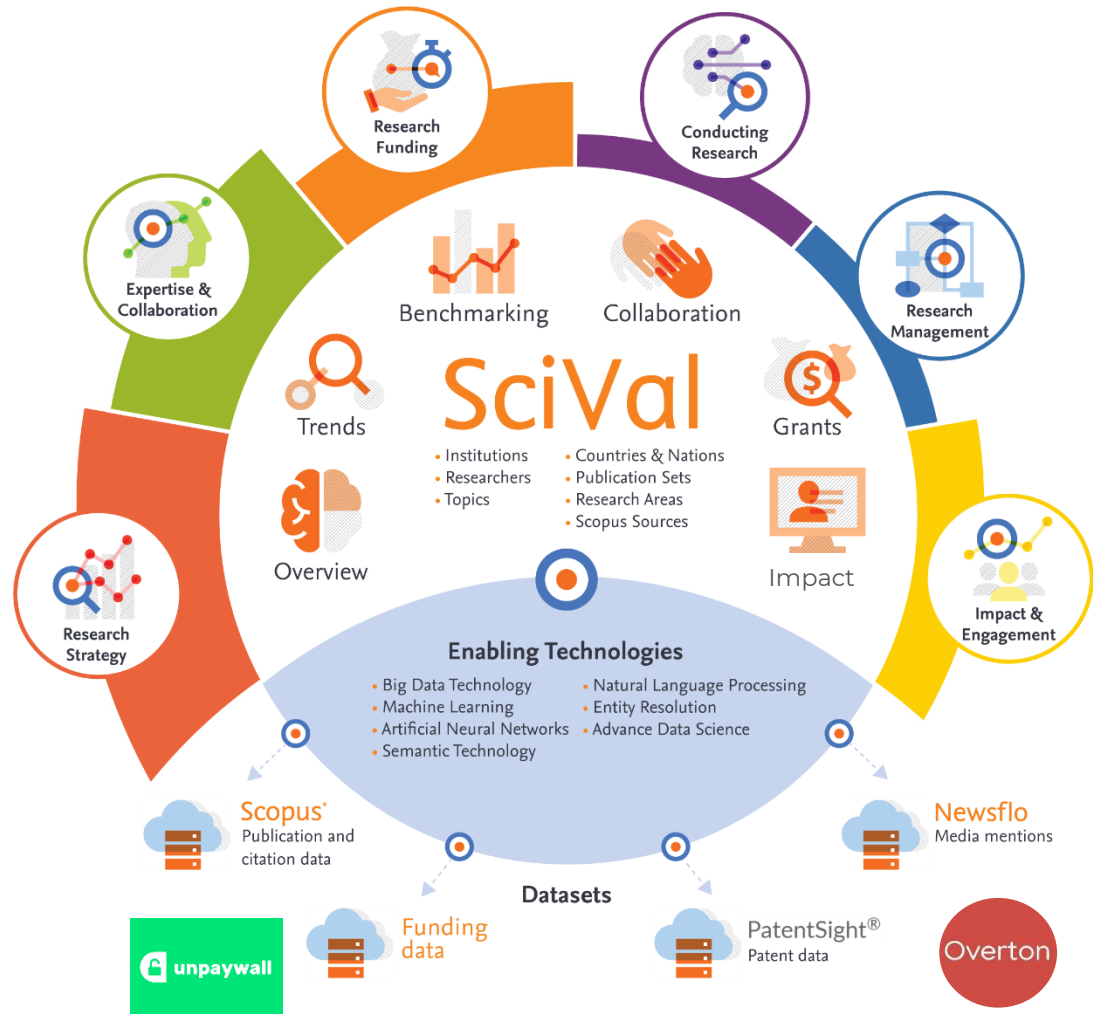 Research
Funding
Conducting
Research
Expertise &
Collaboration
Research
Management
Benchmarking
Collaboration
Trends
SciVal
Grants
• Institutions
• Researchers
• Topics
• Countries & Nations
• Publication Sets
• Research Areas
• Scopus Sources
Overview
Impact
Research
Strategy
Impact &
Engagement
Enabling Technologies
• Big Data Technology
• Machine Learning
• Artificial Neural Networks
• Semantic Technology
• Natural Language Processing
• Entity Resolution
• Advance Data Science
Scopus®
Publication and
citation data
Newsflo
Media mentions
Datasets
Funding
data
PatentSight®
Patent data
unpaywall
Overton
$